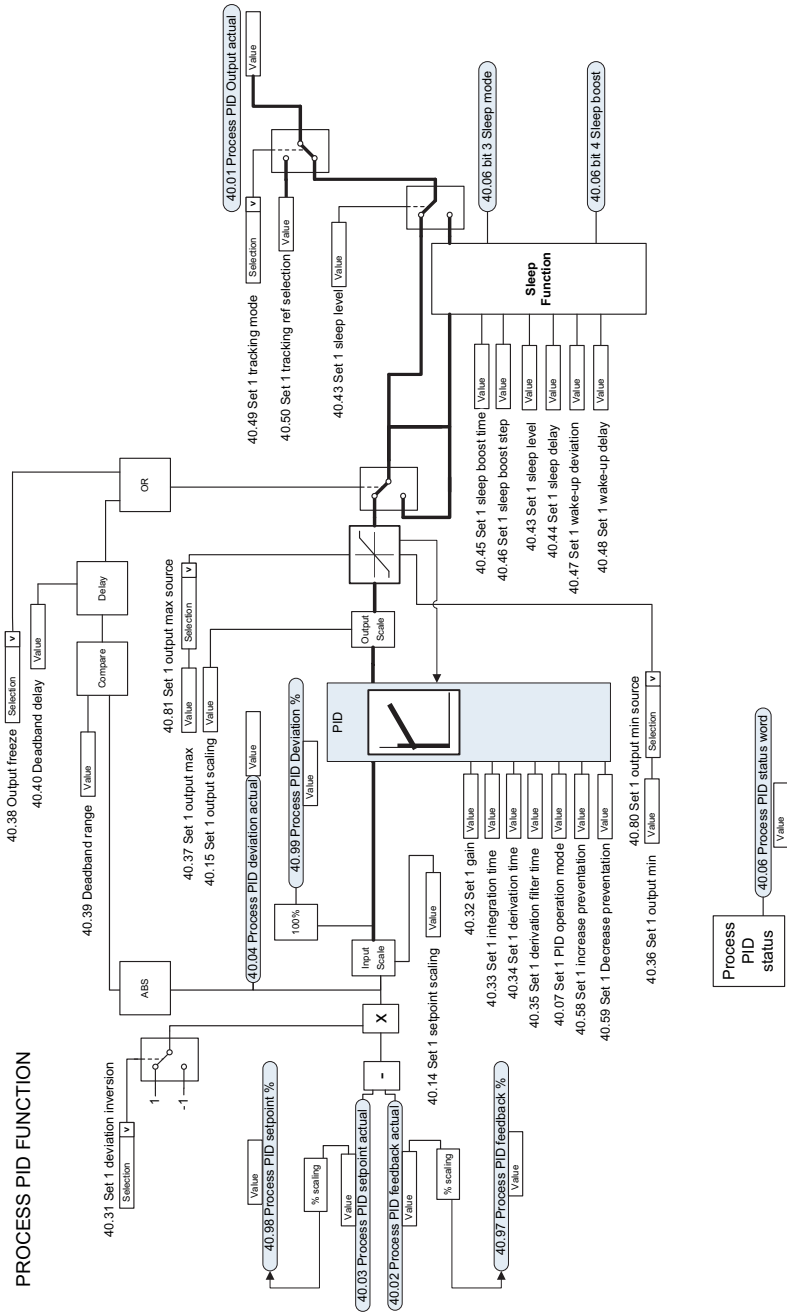 PROCESS PID FUNCTION
40.31 Set 1 deviation inversion
Selection v
1
-1
Value
40.98 Process PID setpoint %
% scaling
Value
40.03 Process PID setpoint actual
40.02 Process PID feedback actual
Value
% scaling
40.97 Process PID feedback %
Value
-
X
ABS
40.04 Process PID deviation actual
Value
Input Scale
40.14 Set 1 setpoint scaling
Value
100%
40.99 Process PID Deviation %
Value
40.38 Output freeze
Selection v
40.40 Deadband delay
Value
40.39 Deadband range
Value
Compare
Delay
OR
40.81 Set 1 output max source
40.37 Set 1 output max
Value
Selection v
40.15 Set 1 output scaling
Value
PID
Output Scale
40.32 Set 1 gain
Value
40.33 Set 1 integration time
Value
40.34 Set 1 derivation time
Value
40.35 Set 1 derivation filter time
Value
40.07 Set 1 PID operation mode
Value
40.58 Set 1 increase preventation
Value
40.59 Set 1 Decrease preventation
Value
40.80 Set 1 output min source
40.36 Set 1 output min
Value
Selection v
40.49 Set 1 tracking mode
Selection v
40.50 Set 1 tracking ref selection
Value
40.43 Set 1 sleep level
Value
40.01 Process PID Output actual
Value
40.45 Set 1 sleep boost time
Value
40.46 Set 1 sleep boost step
Value
40.43 Set 1 sleep level
Value
40.44 Set 1 sleep delay
Value
40.47 Set 1 wake-up deviation
Value
40.48 Set 1 wake-up delay
Value
Sleep
Function
40.06 bit 3 Sleep mode
40.06 bit 4 Sleep boost
Process
PID
status
40.06 Process PID status word
Value